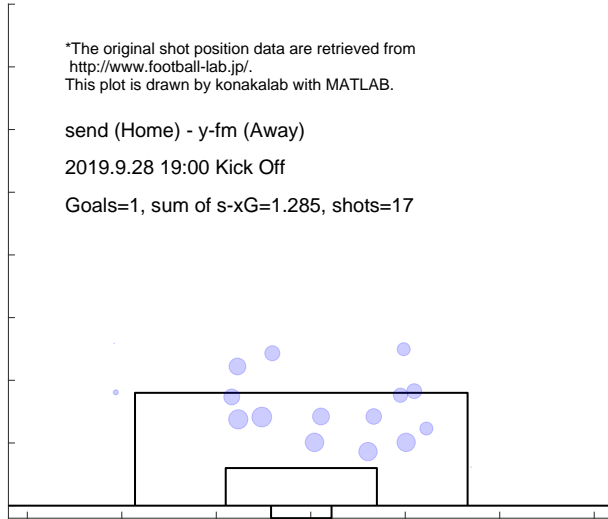 *The original shot position data are retrieved from
http://www.football-lab.jp/.
This plot is drawn by konakalab with MATLAB.
send (Home) - y-fm (Away)
2019.9.28 19:00 Kick Off
Goals=1, sum of s-xG=1.285, shots=17